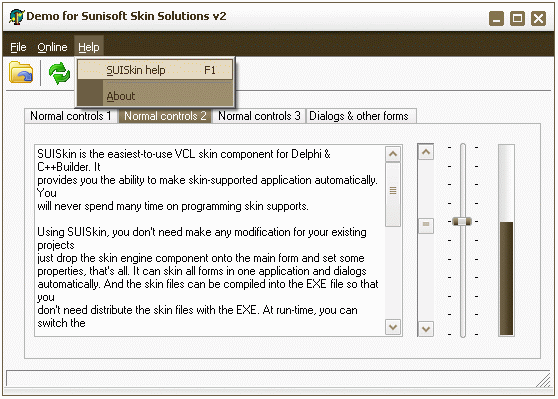 Demo for Sunisoft Skin Solutions v2
File Online Help
SUISkin help F1
About
Normal controls 1 Normal controls 2 Normal controls 3 Dialogs & other forms
SUISkin is the easiest-to-use VCL skin component for Delphi &
C++Builder. It
provides you the ability to make skin-supported application automatically.
You
will never spend many time on programming skin supports.
Using SUISkin, you don't need make any modification for your existing
projects
just drop the skin engine component onto the main form and set some
properties, that's all. It can skin all forms in one application and dialogs
automatically. And the skin files can be compiled into the EXE file so that
you
don't need distribute the skin files with the EXE. At run-time, you can
switch the